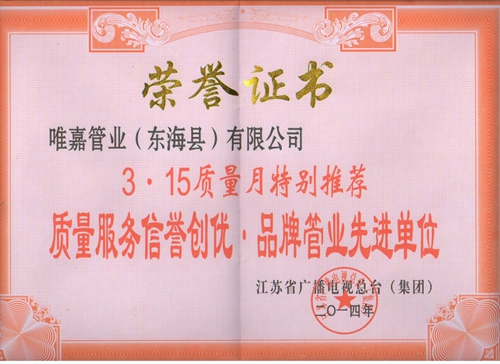 荣誉证书
唯嘉管业（东海县）有限公司
3·15质量月特别推荐
质量服务信誉创优·品牌管业先进单位
江苏省广播电视总台（集团）
二〇一四年